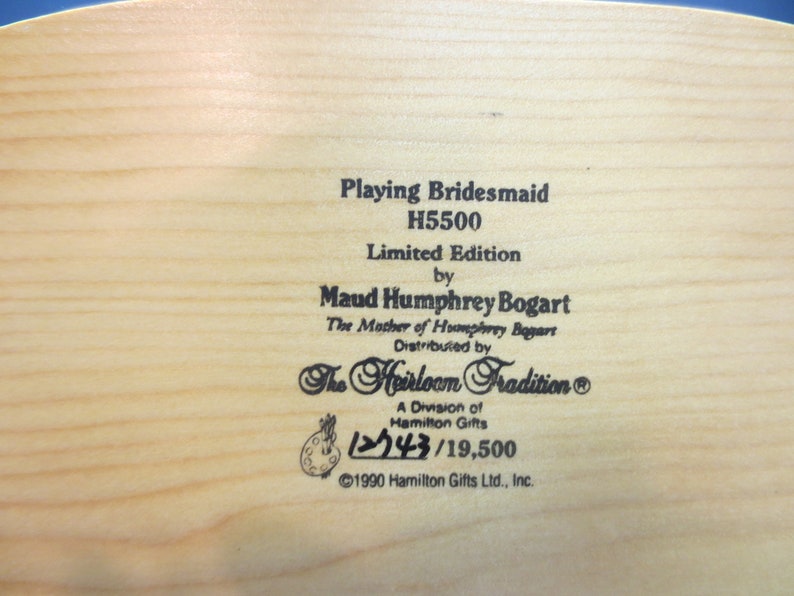 Playing Bridesmaid
H5500
Limited Edition
by
Maud Humphrey Bogart
The Mother of Humphrey Bogart
Distributed by
The Heirloom Tradition®
A Division of
Hamilton Gifts
12743/19,500
©1990 Hamilton Gifts Ltd., Inc.